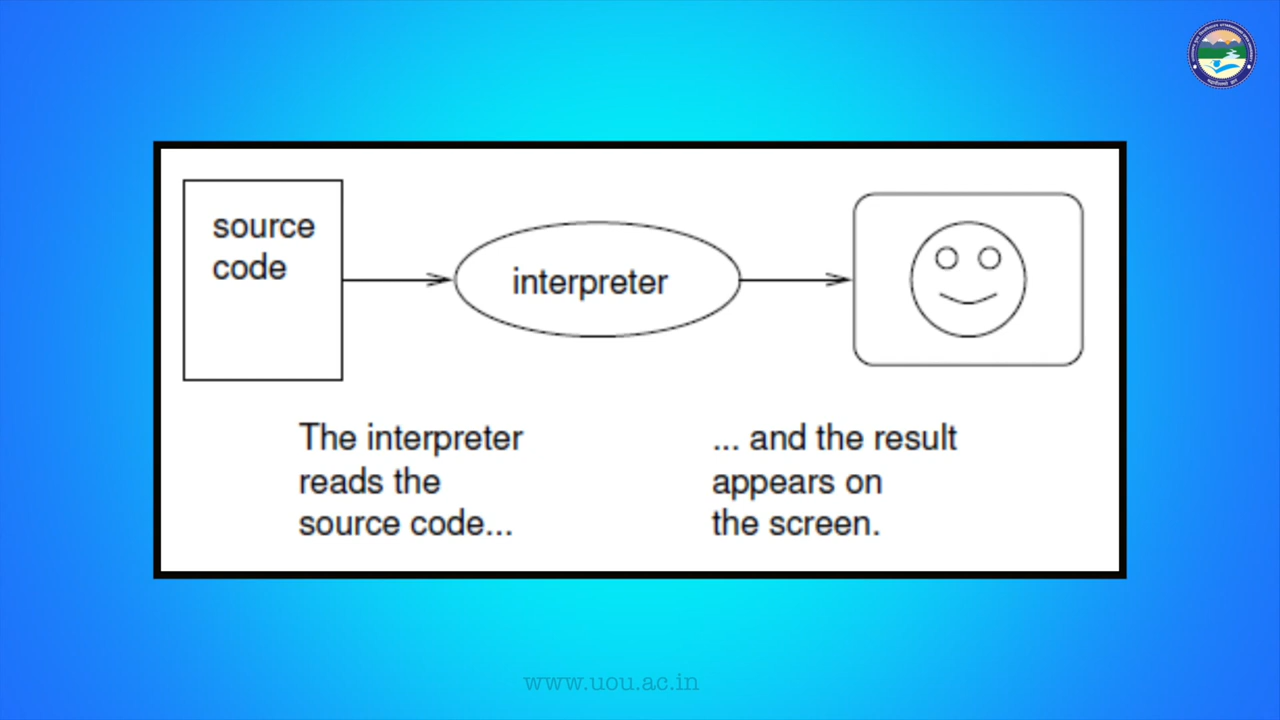 source
code
interpreter
The interpreter
reads the
source code...
... and the result
appears on
the screen.
www.uou.ac.in